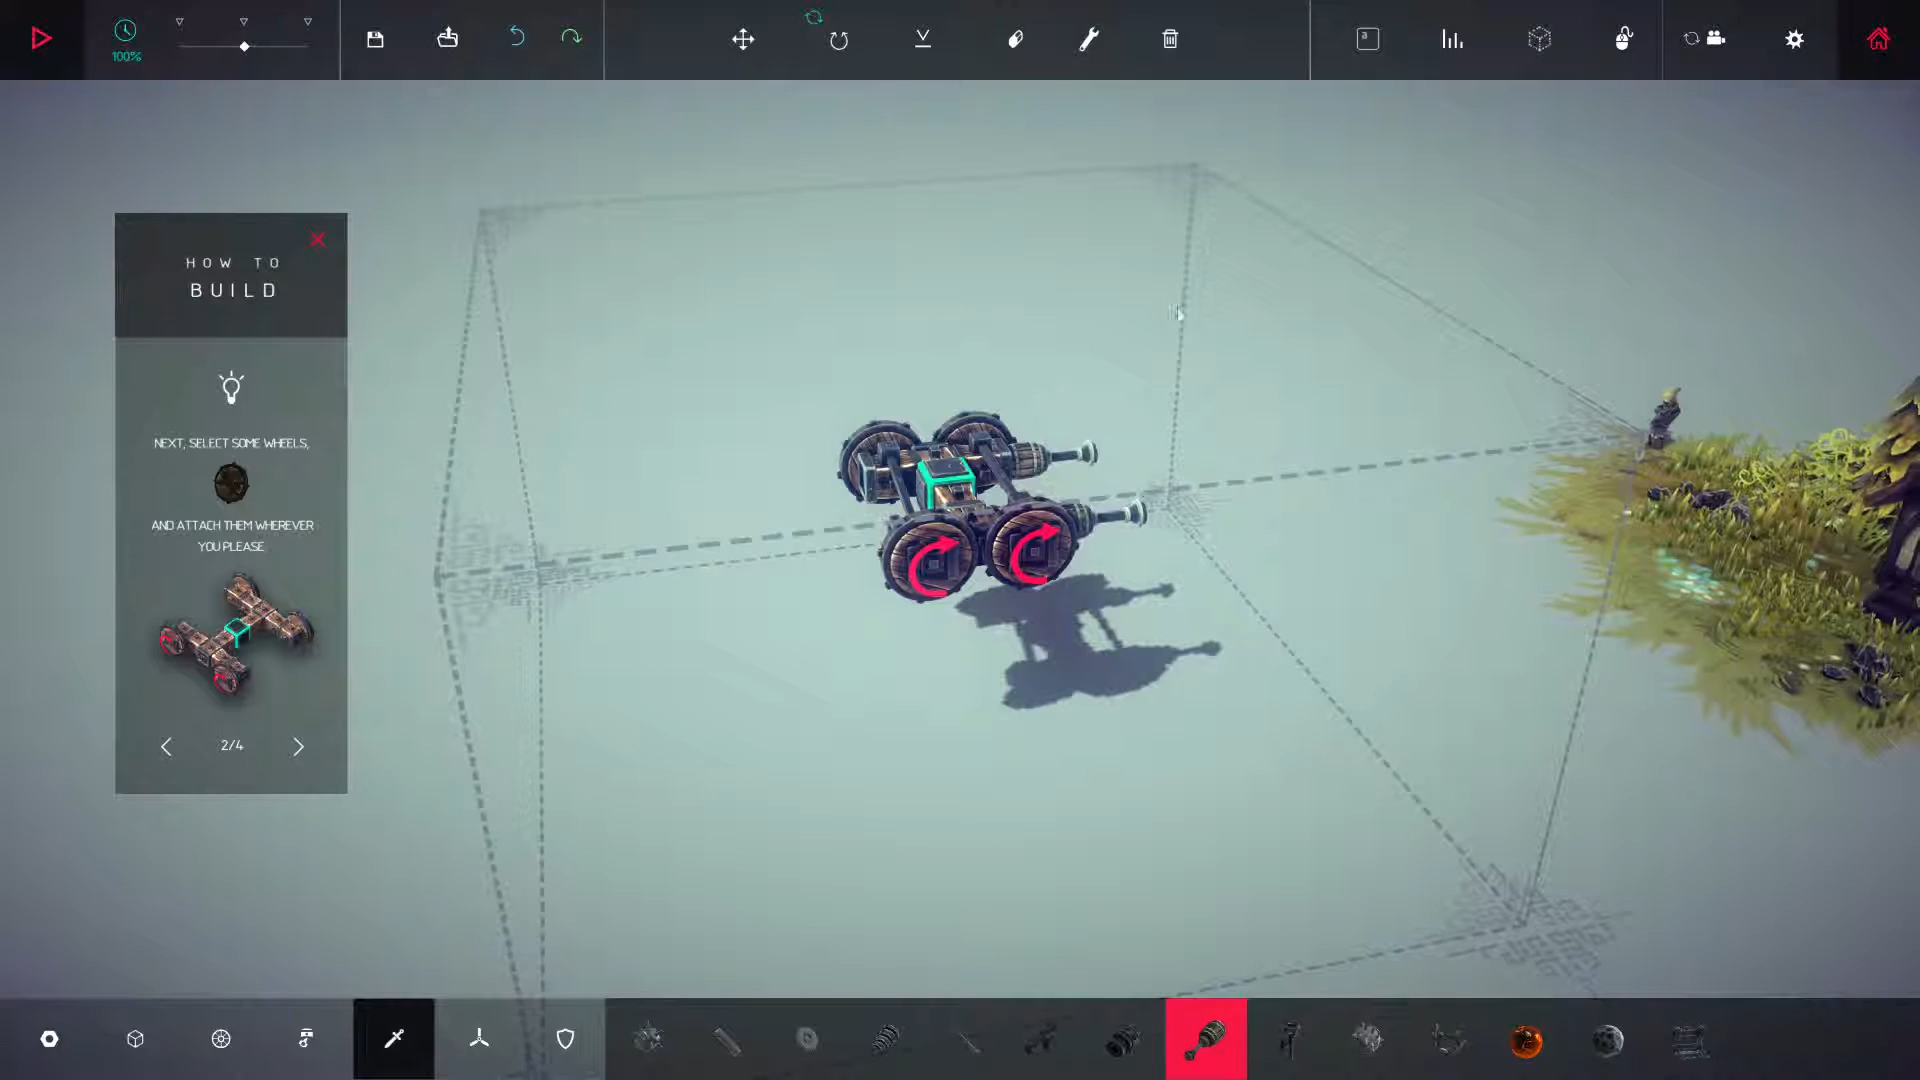 100%
HOW TO
BUILD
NEXT, SELECT SOME WHEELS,
AND ATTACH THEM WHEREVER
YOU PLEASE
2/4